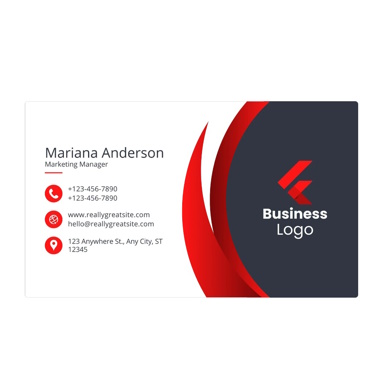 Mariana Anderson
Marketing Manager
+123-456-7890
+123-456-7890
www.reallygreatsite.com
hello@reallygreatsite.com
123 Anywhere St., Any City, ST
12345
Business
Logo